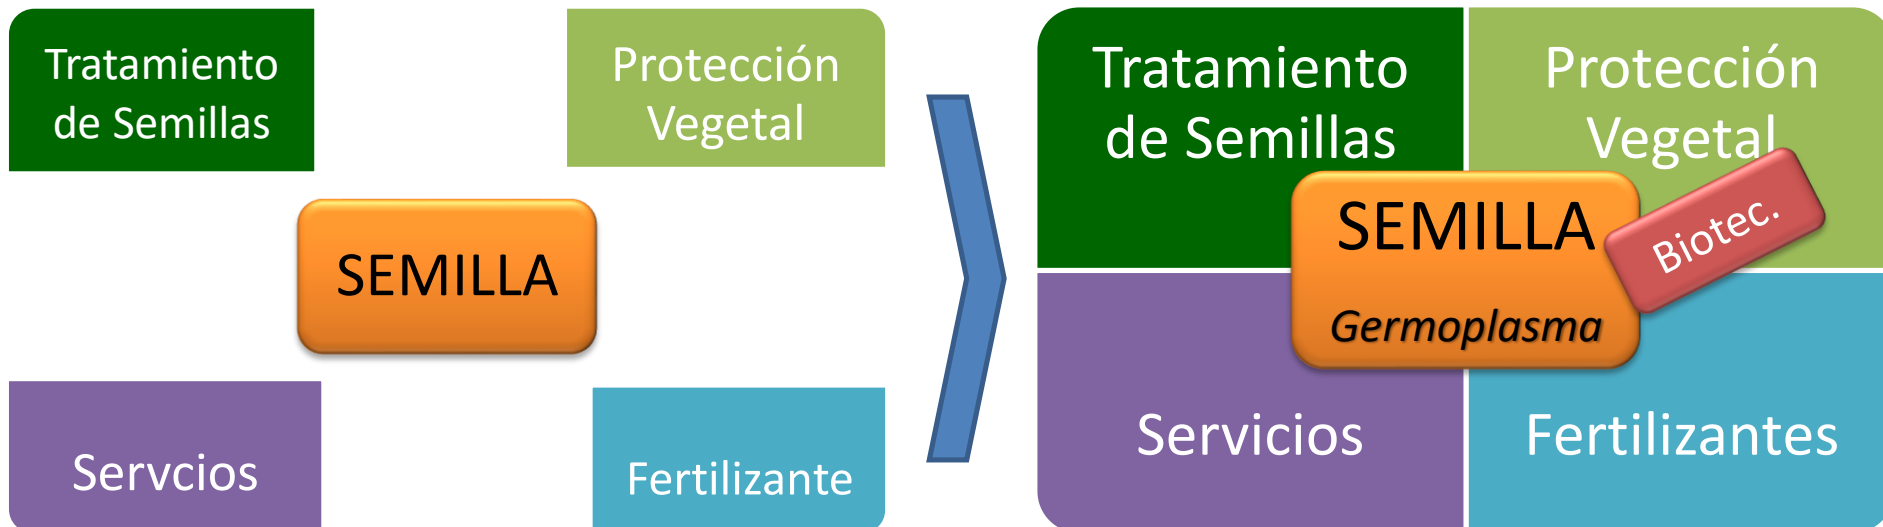 Tratamiento
de Semillas
Protección
Vegetal
SEMILLA
Servcios
Fertilizante
Tratamiento
de Semillas
Protección
Vegetal
SEMILLA
Germoplasma
Biotec.
Servicios
Fertilizantes